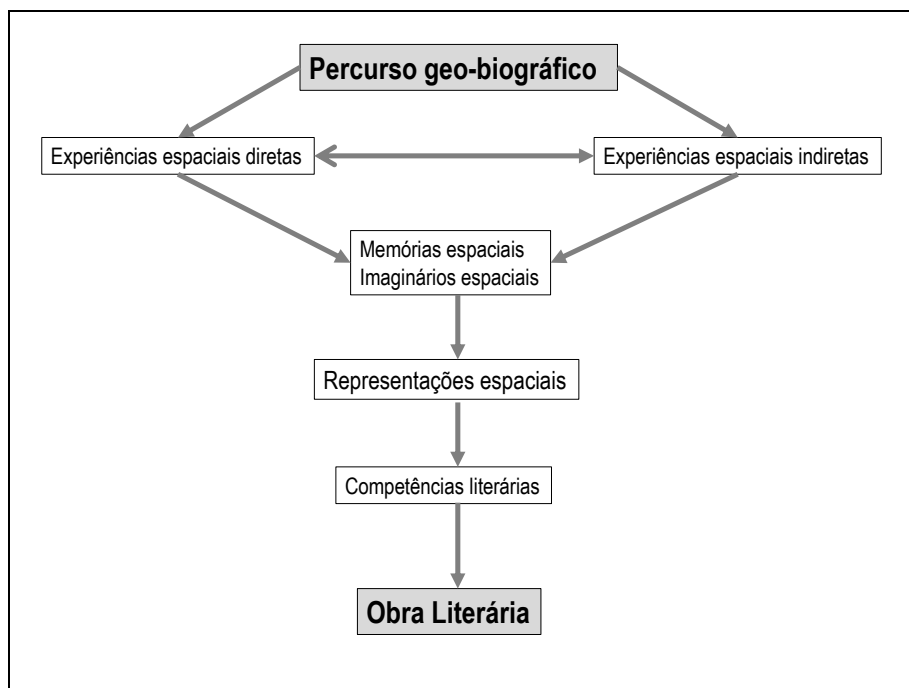 Percurso geo-biográfico
Experiências espaciais diretas
Experiências espaciais indiretas
Memórias espaciais
Imaginários espaciais
Representações espaciais
Competências literárias
Obra Literária